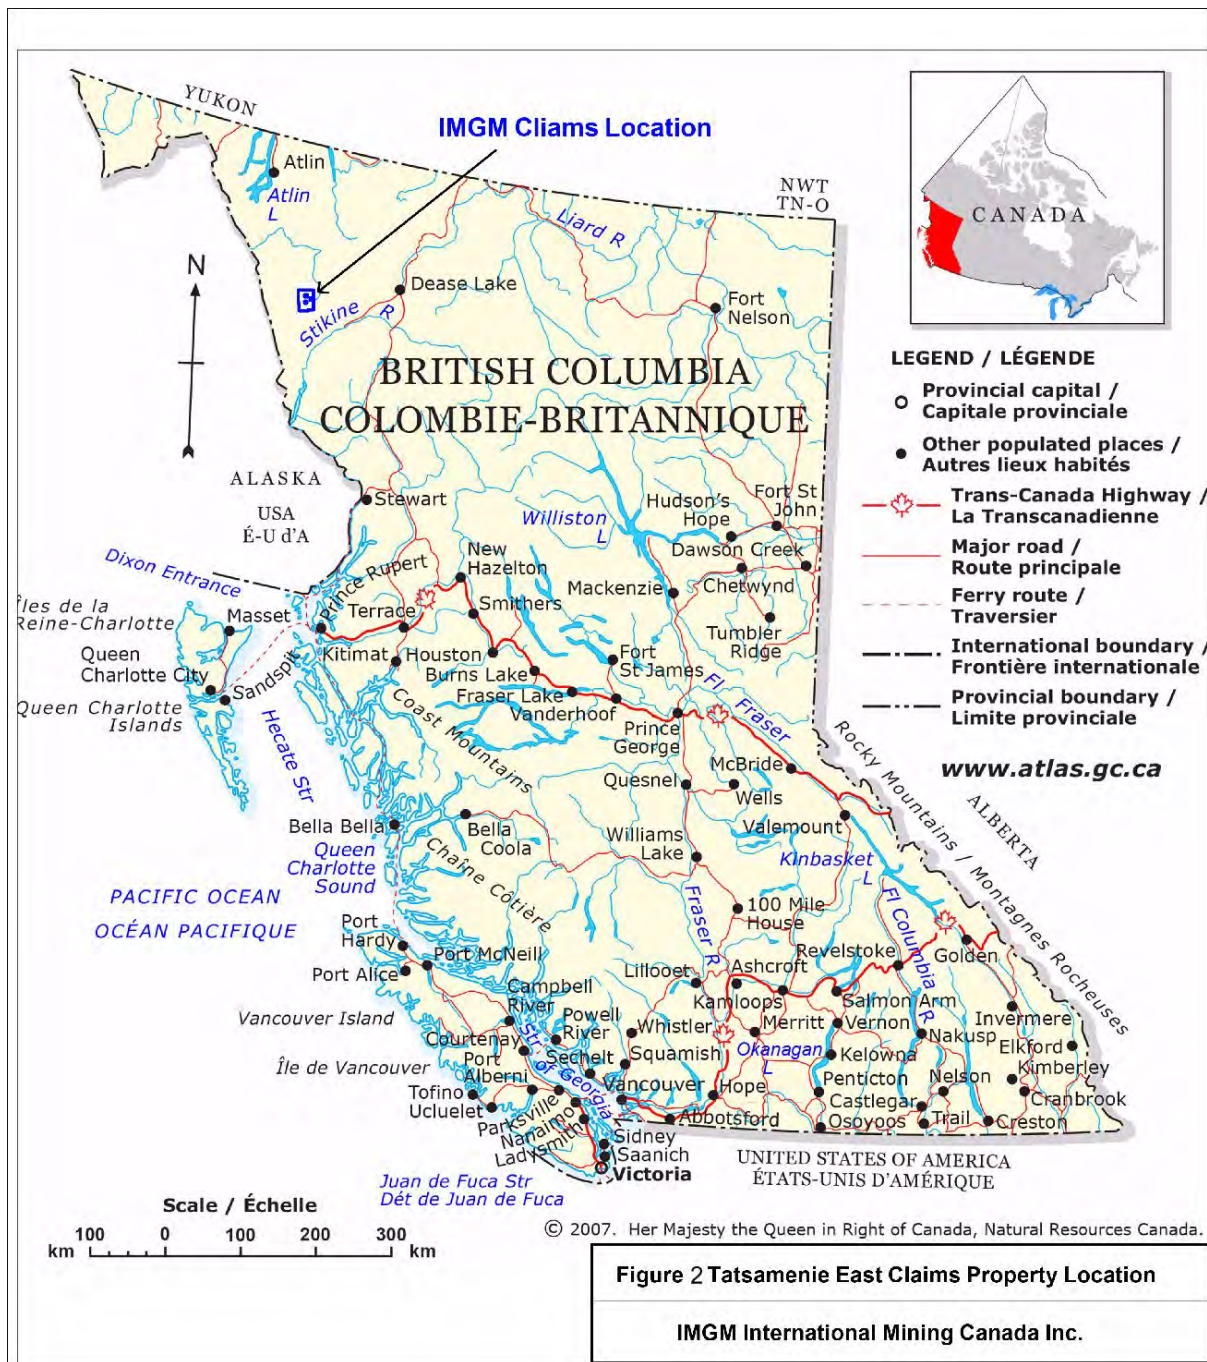 YUKON
IMGM Cliams Location
Atlin
Atlin
L
NWT
TN-O
Liard R
CANADA
N
Dease Lake
Stikine
R
Fort
Nelson
BRITISH COLUMBIA
COLOMBIE-BRITANNIQUE
LEGEND / LÉGENDE
Provincial capital /
Capitale provinciale
Other populated places /
Autres lieux habités
Trans-Canada Highway /
La Transcanadienne
Major road /
Route principale
Ferry route /
Traversier
International boundary /
Frontière internationale
Provincial boundary /
Limite provinciale
www.atlas.gc.ca
ALASKA
USA
É-U d'A
Stewart
Williston
L
Hudson's
Hope
Fort St
John
Dawson Creek
Chetwynd
Mackenzie
Tumbler
Ridge
Dixon Entrance
Prince Rupert
New
Hazelton
Terrace
Smithers
Îles de la
Reine-Charlotte
Masset
Queen
Charlotte City
Sandspit
Queen Charlotte
Islands
Kitimat
Houston
Burns Lake
Fraser Lake
Fort
St James
Vanderhoof
Prince
George
Fl Fraser
Hecate Str
Coast Mountains
Quesnel
McBride
Wells
Valemount
Rocky Mountains / Montagnes Rocheuses
ALBERTA
Bella Bella
Bella
Coola
Williams
Lake
Kinbasket
L
Queen
Charlotte
Sound
Chaîne Côtière
PACIFIC OCEAN
OCÉAN PACIFIQUE
Fraser R
100 Mile
House
Fl Columbia R
Port
Hardy
Port McNeill
Port Alice
Revelstoke
Golden
Lillooet
Ashcroft
Kamloops
Salmon Arm
Invermere
Campbell
River
Vancouver Island
Powell
River
Whistler
Merritt
Vernon
Nakusp
Elkford
Courtenay
Île de Vancouver
Port
Alberni
Str of Georgia
Sechelt
Squamish
Okanagan
L
Kelowna
Kimberley
Tofino
Ucluelet
Vancouver
Hope
Penticton
Nelson
Castlegar
Cranbrook
Parksville
Nanaimo
Ladysmith
Abbotsford
Osoyoos
Trail
Creston
Sidney
Saanich
Victoria
UNITED STATES OF AMERICA
ÉTATS-UNIS D'AMÉRIQUE
Juan de Fuca Str
Dét de Juan de Fuca
Scale / Échelle
100 0 100 200 300
km km
© 2007. Her Majesty the Queen in Right of Canada, Natural Resources Canada.
Figure 2 Tatsamenie East Claims Property Location
IMGM International Mining Canada Inc.